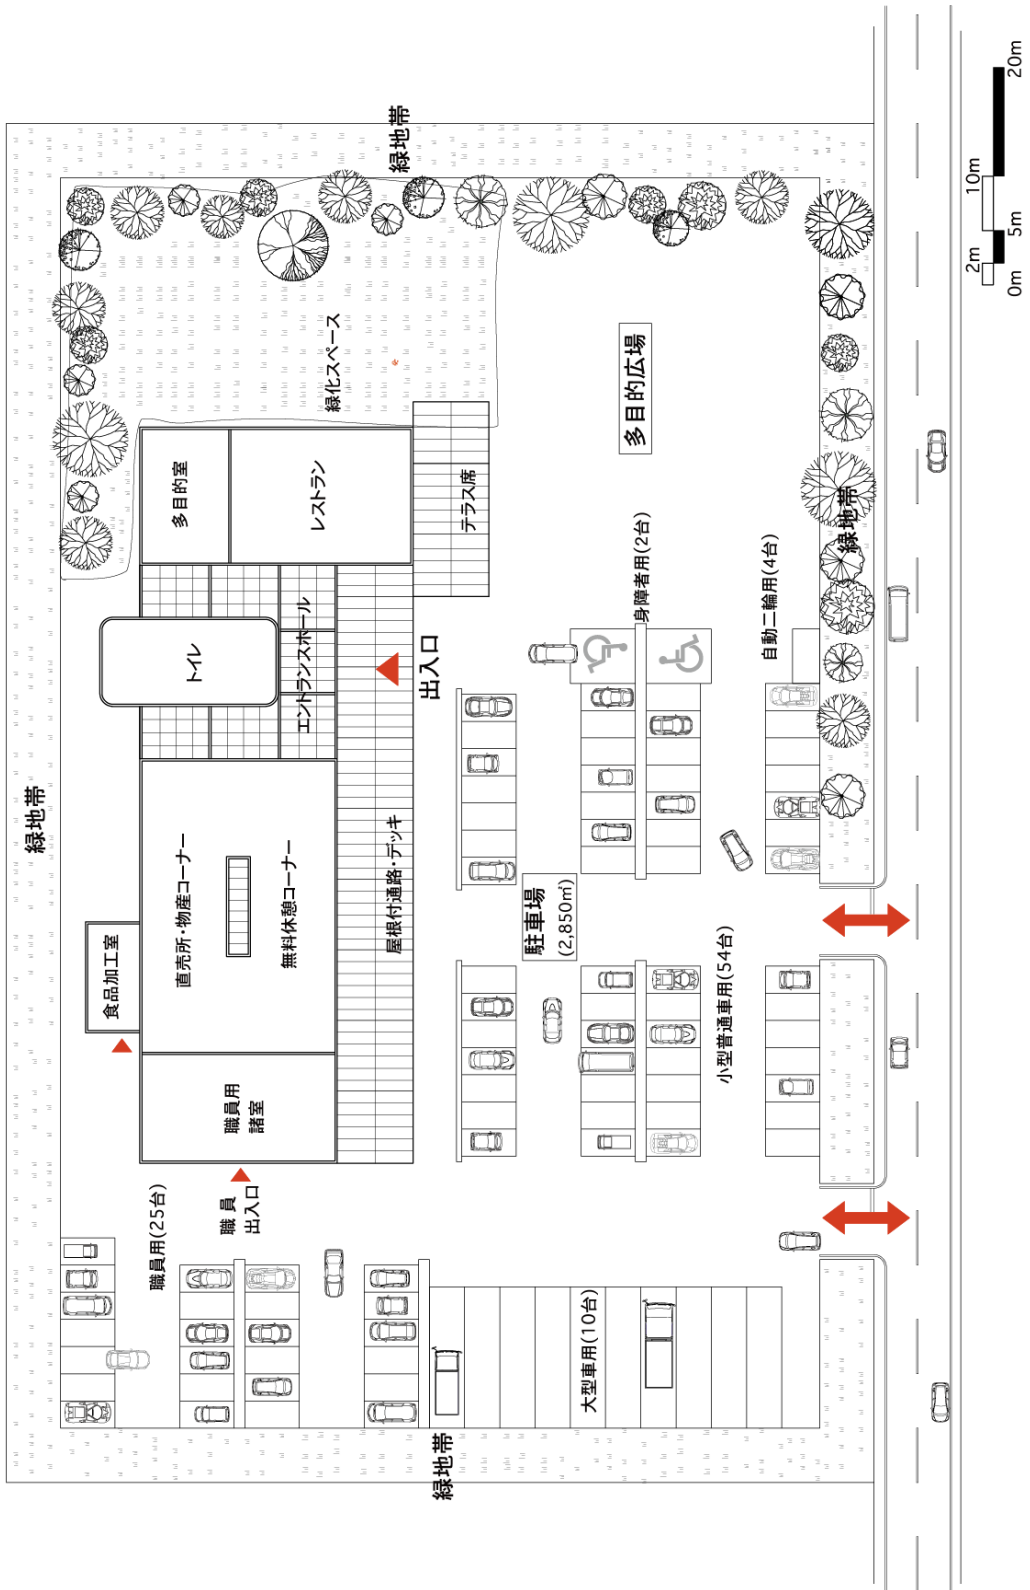 緑地帯
食品加工室
直売所・物産コーナー
無料休憩コーナー
職員用
諸室
トイレ
エントランスホール
多目的室
レストラン
緑化スペース
緑地帯
テラス席
屋根付通路・デッキ
出入口
職員
出入口
職員用(25台)
緑地帯
大型車用(10台)
駐車場
(2,850㎡)
小型普通車用(54台)
身障者用(2台)
自動二輪用(4台)
多目的広場
緑地帯
0m
2m
5m
10m
20m